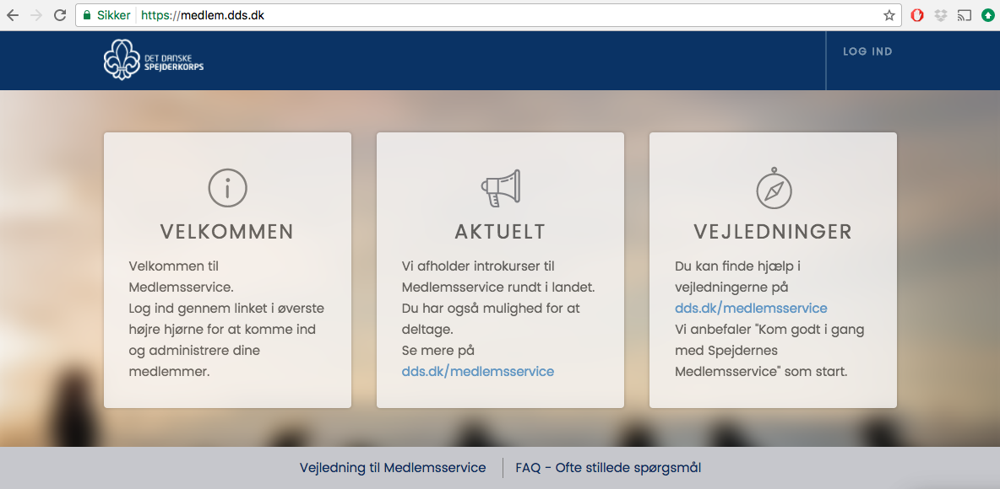 Sikker
https://medlem.dds.dk
DET DANSKE
SPEJDERKORPS
LOG IND
VELKOMMEN
Velkommen til
Medlemsservice.
Log ind gennem linket i øverste
højre hjørne for at komme ind
og administrere dine
medlemmer.
AKTUELT
Vi afholder introkurser til
Medlemsservice rundt i landet.
Du har også mulighed for at
deltage.
Se mere på
dds.dk/medlemsservice
VEJLEDNINGER
Du kan finde hjælp i
vejledningerne på
dds.dk/medlemsservice
Vi anbefaler "Kom godt i gang
med Spejdernes
Medlemsservice" som start.
Vejledning til Medlemsservice
FAQ - Ofte stillede spørgsmål